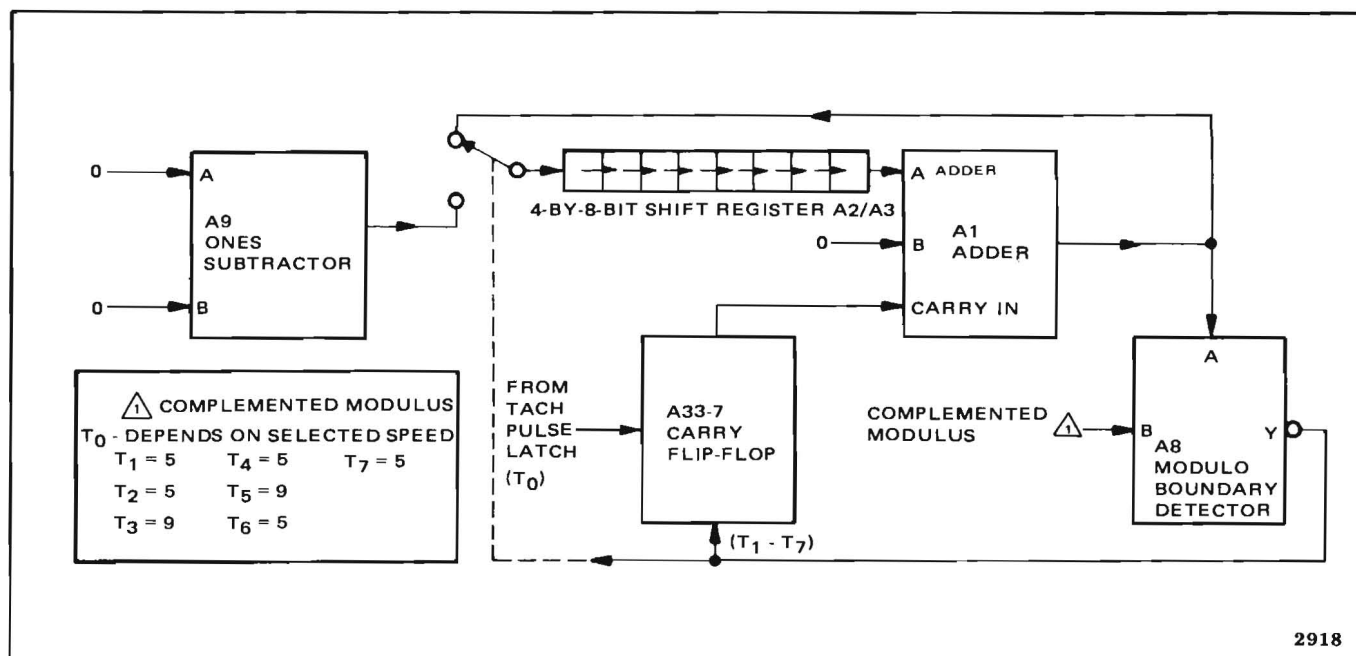 0
A
A9
ONES
SUBTRACTOR
0
B
4-BY-8-BIT SHIFT REGISTER A2/A3
A ADDER
0
B
A1
ADDER
CARRY IN
FROM
TACH
PULSE
LATCH
(T0)
A33-7
CARRY
FLIP-FLOP
(T1 - T7)
COMPLEMENTED
MODULUS
1
A
B
Y
A8
MODULO
BOUNDARY
DETECTOR
1 COMPLEMENTED MODULUS
T0 - DEPENDS ON SELECTED SPEED
T1 = 5 T4 = 5 T7 = 5
T2 = 5 T5 = 9
T3 = 9 T6 = 5
2918